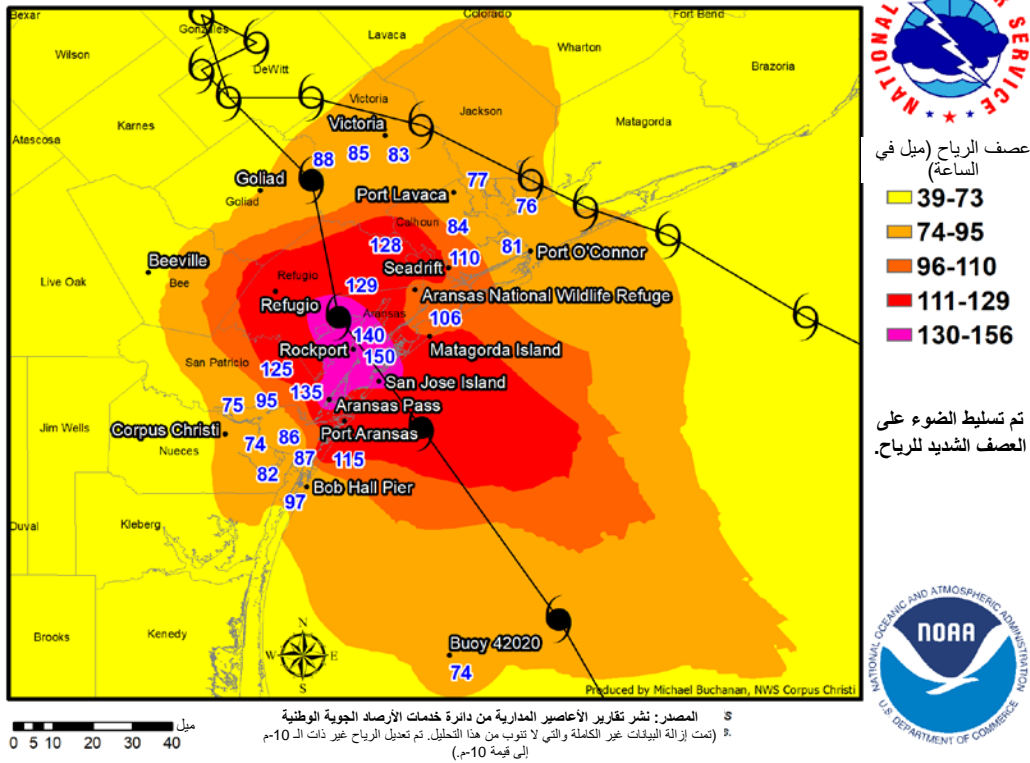 Bexar
Gonzales
Colorado
Fort Bend
Wilson
Lavaca
Wharton
DeWitt
Brazoria
Victoria
Karnes
Jackson
Matagorda
Atascosa
Victoria
88
85
83
Goliad
Goliad
77
Port Lavaca
76
Calhoun
84
128
81
Port O'Connor
110
Seadrift
Beeville
Bee
Live Oak
Refugio
129
Aransas National Wildlife Refuge
Refugio
Aransas
106
140
Rockport
150
Matagorda Island
San Patricio
125
San Jose Island
135
95
75
Aransas Pass
Jim Wells
Corpus Christi
Nueces
74
86
Port Aransas
87
115
82
Bob Hall Pier
97
Duval
Kleberg
Brooks
Kenedy
N
W
E
S
Buoy 42020
74
Produced by Michael Buchanan, NWS Corpus Christi
NATIONAL
SERVICE
عصف الرياح (ميل في
الساعة)
39-73
74-95
96-110
111-129
130-156
تم تسليط الضوء على
العصف الشديد للرياح.
NATIONAL OCEANIC AND ATMOSPHERIC ADMINISTRATION
NOAA
U.S. DEPARTMENT OF COMMERCE
ميل
0 5 10 20 30 40
المصدر: نشر تقارير الأعاصير المدارية من دائرة خدمات الأرصاد الجوية الوطنية
(تمت إزالة البيانات غير الكاملة والتي لا تنوب من هذا التحليل. تم تعديل الرياح غير ذات الـ 10-م
إلى قيمة 10-م.)